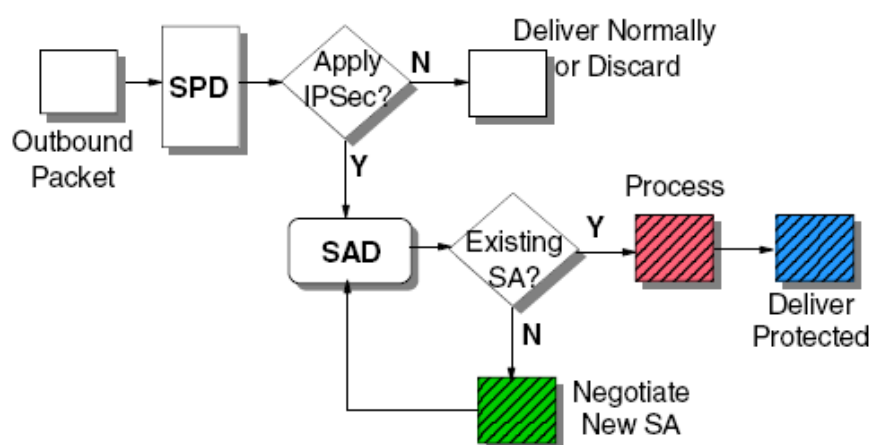 Outbound
Packet
SPD
Apply
IPSec?
N
Deliver Normally
or Discard
Y
SAD
Existing
SA?
Y
Process
Deliver
Protected
N
Negotiate
New SA